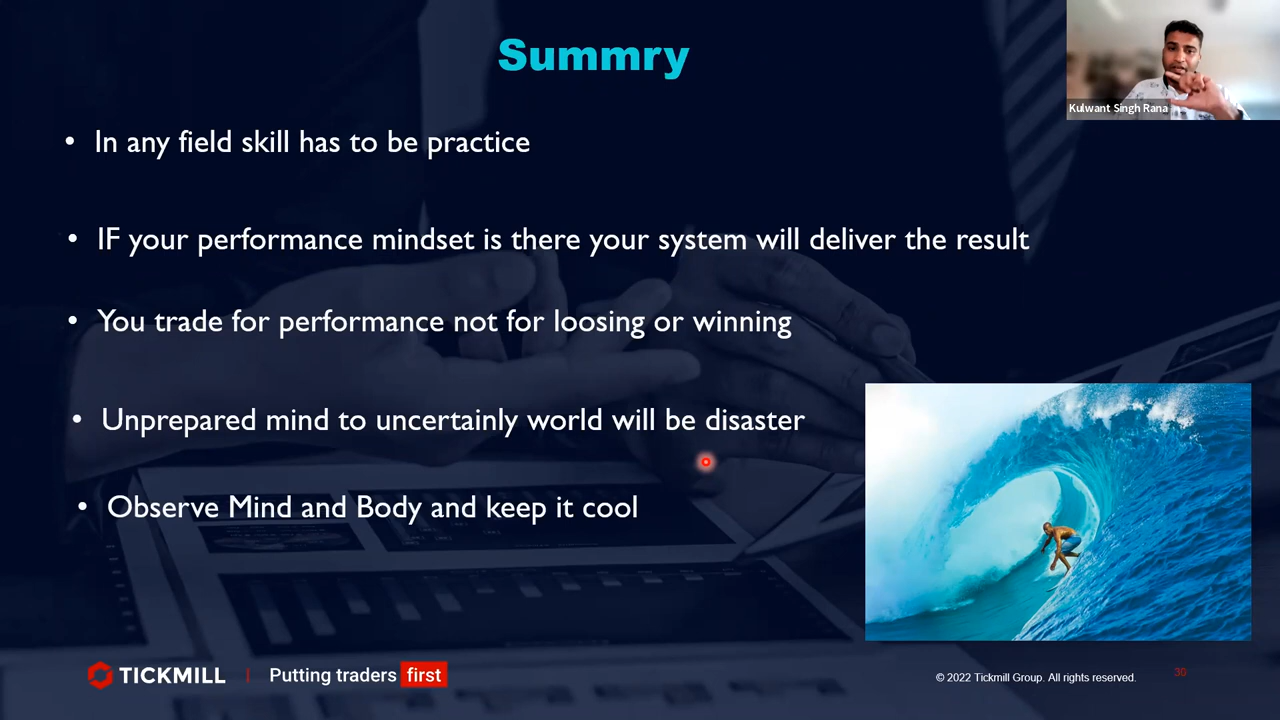 Summry
Kulwant Singh Rana
• In any field skill has to be practice
• IF your performance mindset is there your system will deliver the result
• You trade for performance not for loosing or winning
• Unprepared mind to uncertainly world will be disaster
• Observe Mind and Body and keep it cool
TICKMILL | Putting traders first
© 2022 Tickmill Group. All rights reserved.
30